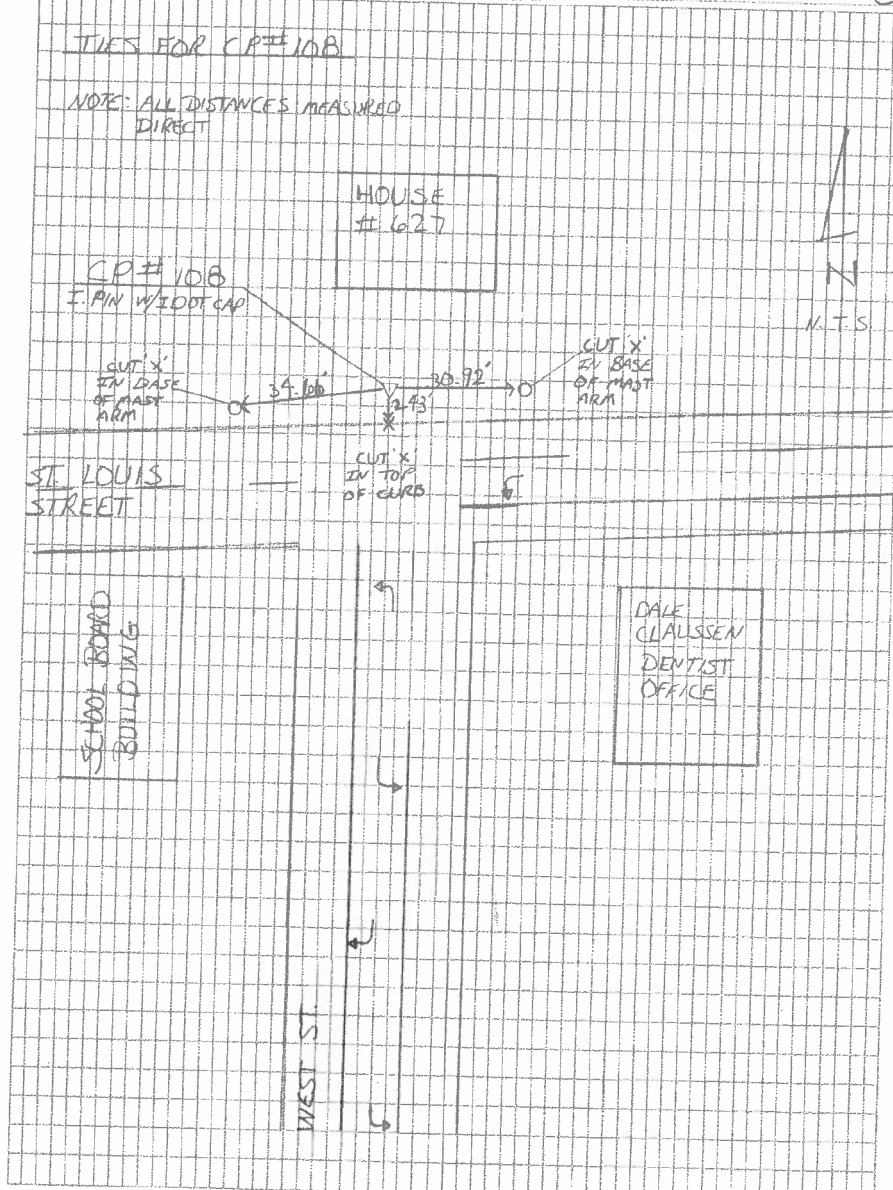 TIES FOR CP# 108
NOTE: ALL DISTANCES MEASURED
DIRECT
HOUSE
# 627
CP# 108
I. PIN W/IDOT CAP
N
N.T.S.
CUT 'X'
IN BASE
OF MAST
ARM
34.66'
30.92'
2.43'
CUT 'X'
IN BASE
OF MAST
ARM
CUT 'X'
IN TOP
OF CURB
ST. LOUIS
STREET
SCHOOL BOARD
BUILDING
DALE
CLAUSSEN
DENTIST
OFFICE
WEST ST.